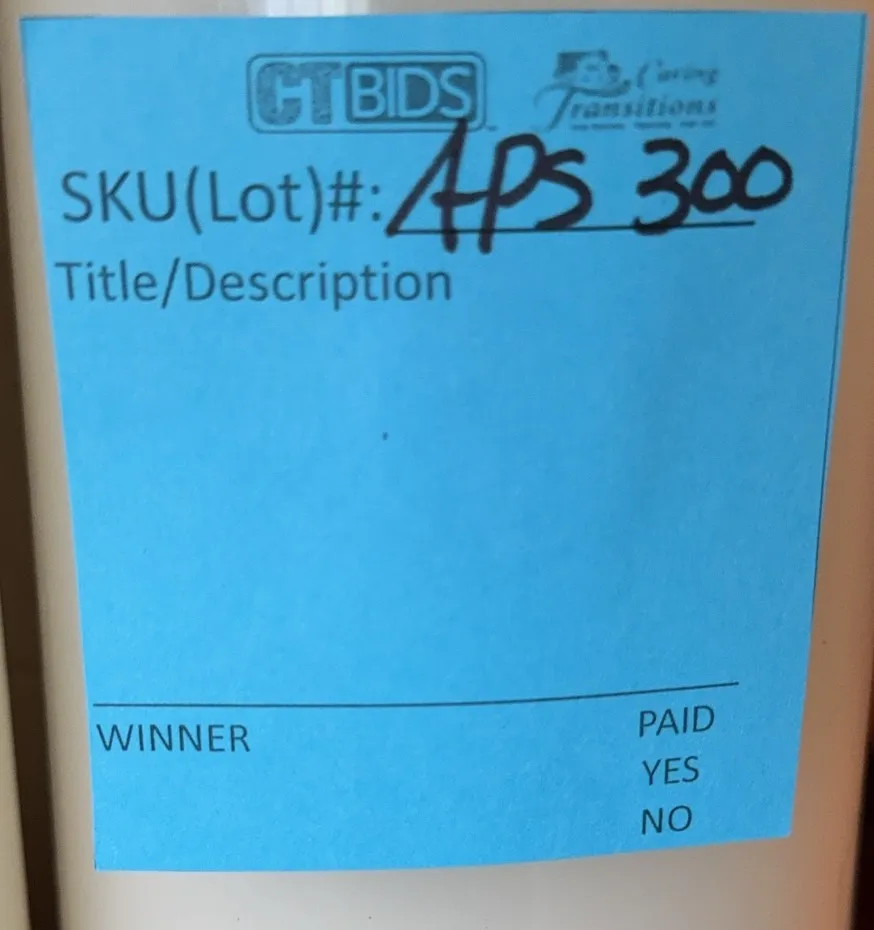 CTBIDS Caring
Transitions
SKU(Lot)#: APS 300
Title/Description
WINNER PAID
YES
NO